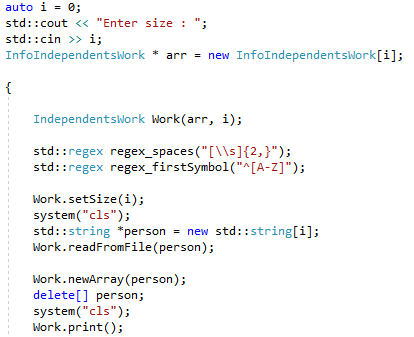 auto i = 0;
std::cout << "Enter size : ";
std::cin >> i;
InfoIndependentsWork * arr = new InfoIndependentsWork[i];
{
IndependentsWork Work(arr, i);
std::regex regex_spaces("[\\s]{2,}");
std::regex regex_firstSymbol("^[A-Z]");
Work.setSize(i);
system("cls");
std::string *person = new std::string[i];
Work.readFromFile(person);
Work.newArray(person);
delete[] person;
system("cls");
Work.print();